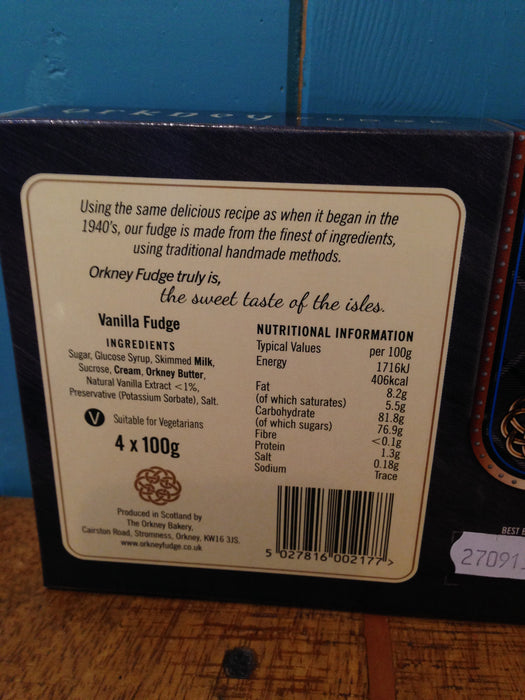 orkney fudge
Using the same delicious recipe as when it began in the
1940's, our fudge is made from the finest of ingredients,
using traditional handmade methods.
Orkney Fudge truly is,
the sweet taste of the isles.
Vanilla Fudge
INGREDIENTS
Sugar, Glucose Syrup, Skimmed Milk,
Sucrose, Cream, Orkney Butter,
Natural Vanilla Extract <1%,
Preservative (Potassium Sorbate), Salt.
V Suitable for Vegetarians
4 x 100g
Produced in Scotland by
The Orkney Bakery,
Cairston Road, Stromness, Orkney, KW16 3JS.
www.orkneyfudge.co.uk
NUTRITIONAL INFORMATION
Typical Values per 100g
Energy 1716kJ
406kcal
Fat 8.2g
(of which saturates) 5.5g
Carbohydrate 81.8g
(of which sugars) 76.9g
Fibre <0.1g
Protein 1.3g
Salt 0.18g
Sodium Trace
5 027816 002177 >
BEST
27091